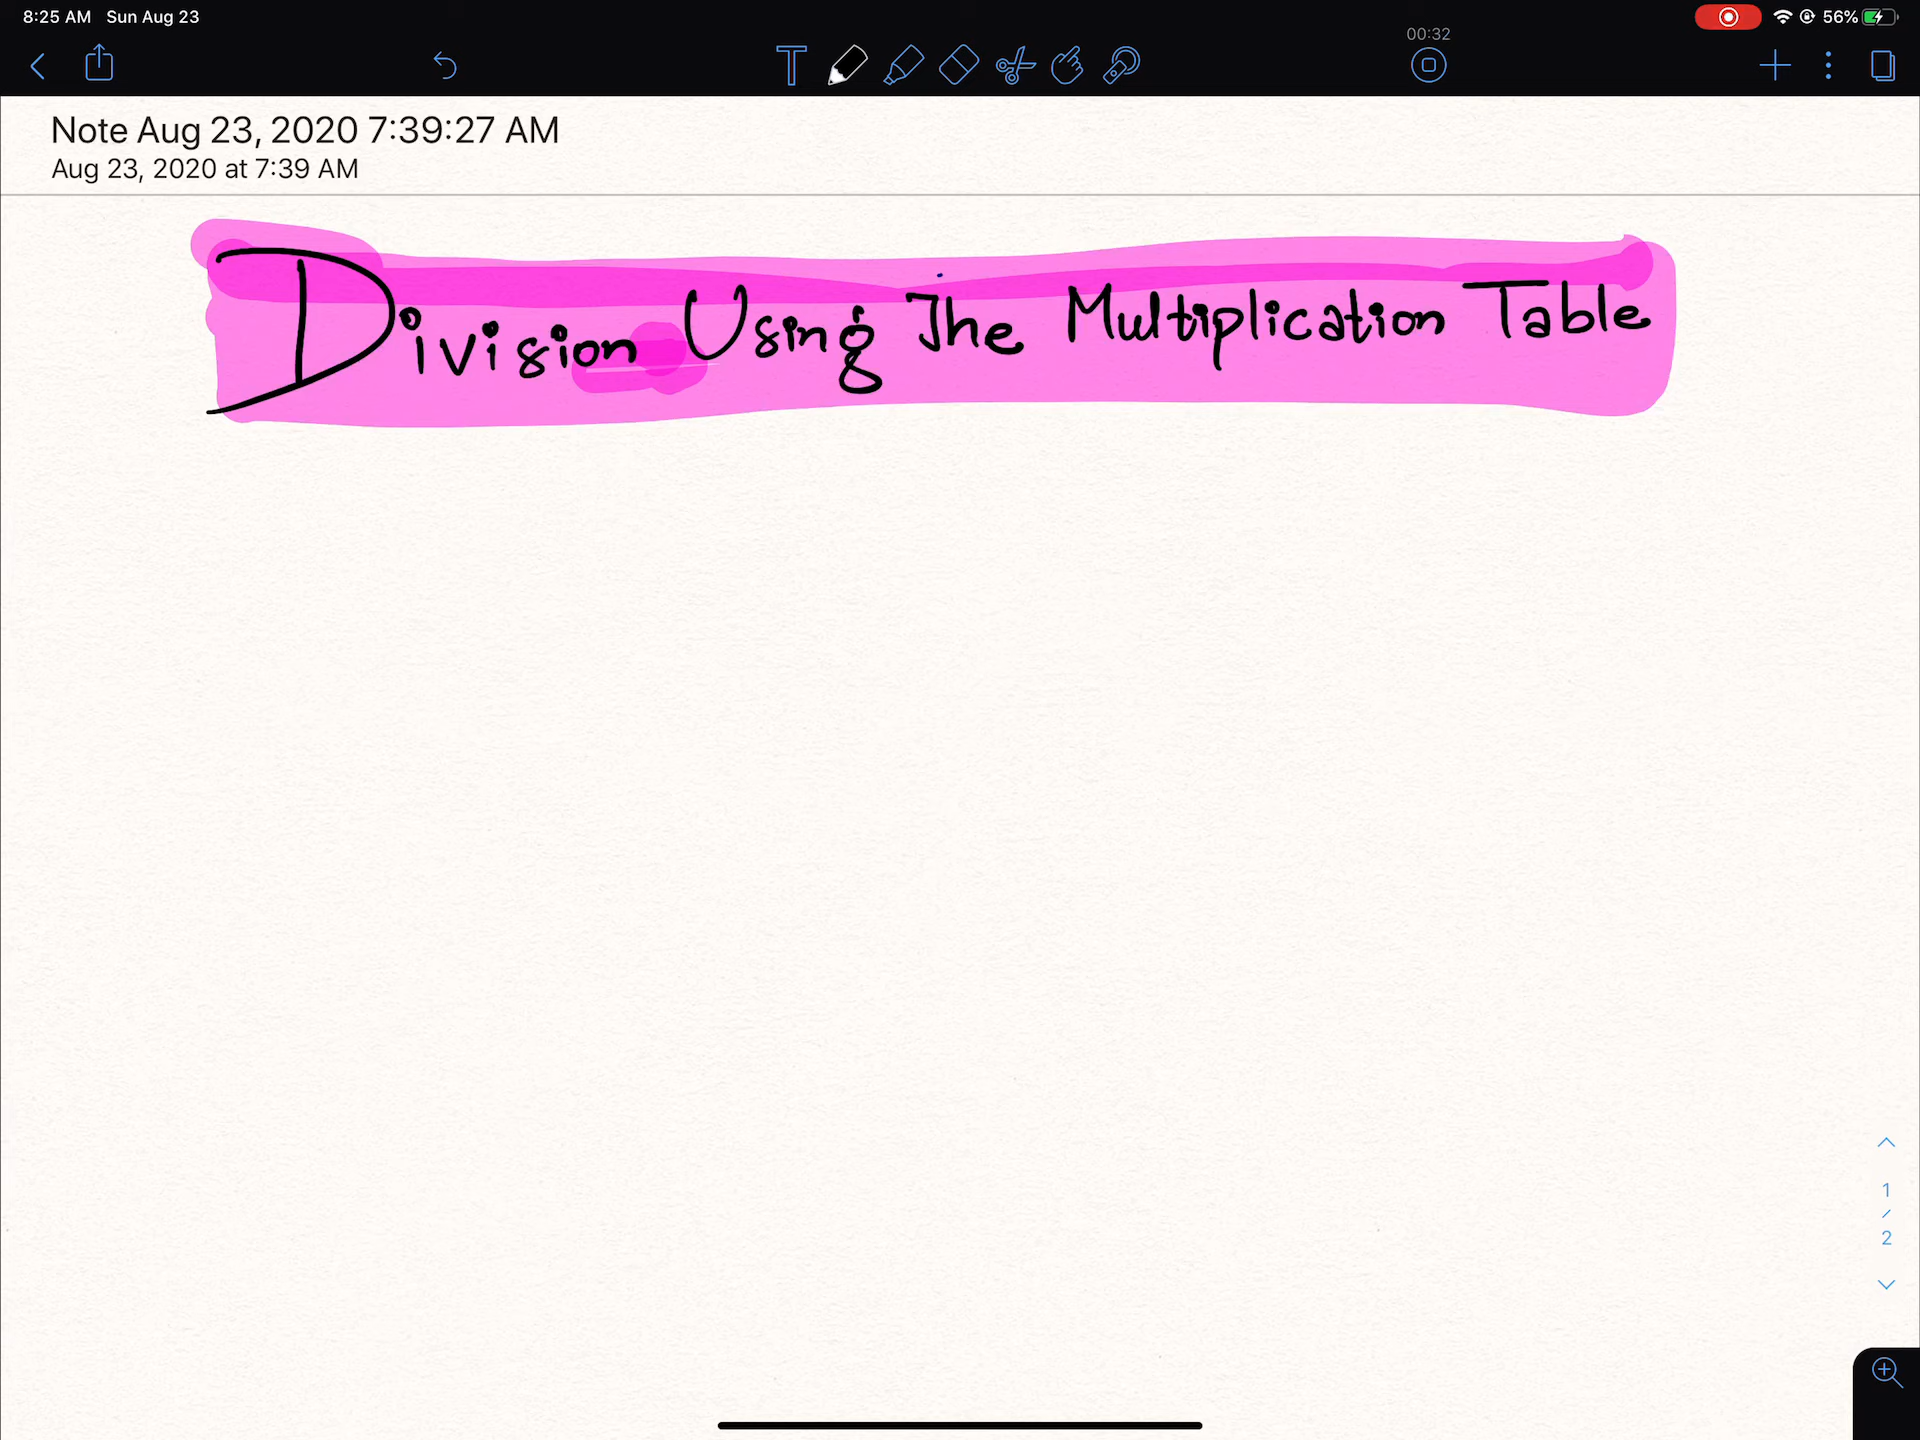 8:25 AM Sun Aug 23
56%
00:32
Note Aug 23, 2020 7:39:27 AM
Aug 23, 2020 at 7:39 AM
Division Using The Multiplication Table
1
/
2